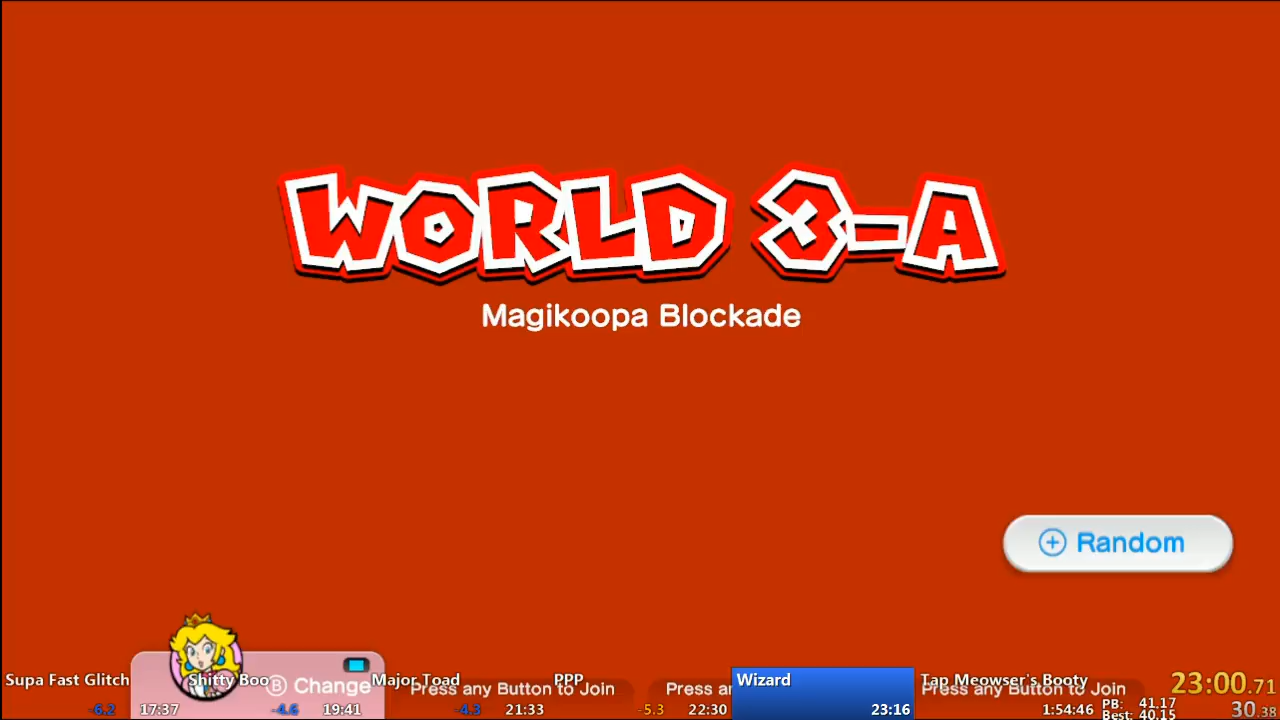 WORLD 3-A
Magikoopa Blockade
+ Random
Supa Fast Glitch
-6.2 17:37
Shitty Boo
-4.6 19:41
B Change
Major Toad
-4.3 21:33
Press any Button to Join
PPP
-5.3 22:30
Press a
Wizard
23:16
Tap Meowser's Booty
1:54:46
Press any Button to Join
23:00.71
PB: 41.17
Best: 40.15
30.38